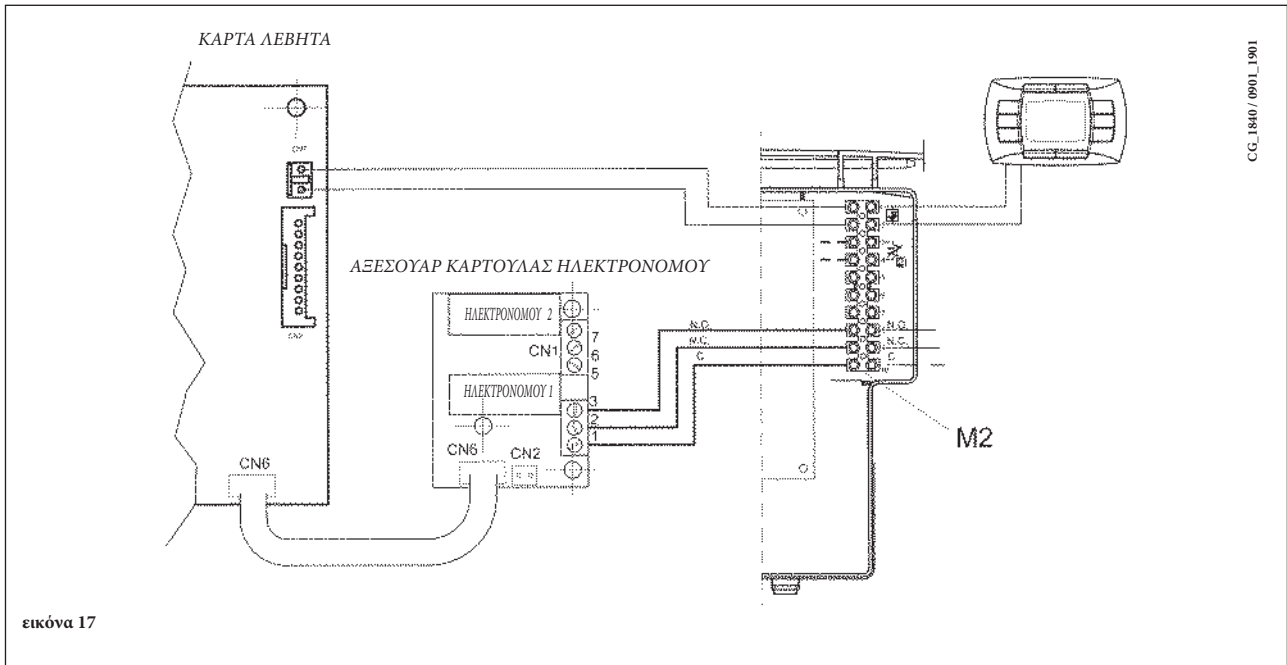 ΚΑΡΤΑ ΛΕΒΗΤΑ
CG_1840 / 0901_1901
ΑΞΕΣΟΥΑΡ ΚΑΡΤΟΥΛΑΣ ΗΛΕΚΤΡΟΝΟΜΟΥ
ΗΛΕΚΤΡΟΝΟΜΟΥ 2
7
CN1
6
5
ΗΛΕΚΤΡΟΝΟΜΟΥ 1
3
2
1
N.O.
N.C.
C
N.O.
N.C.
C
M2
CN6
CN2
CN6
εικόνα 17